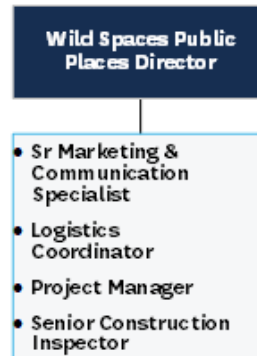 Wild Spaces Public
Places Director
• Sr Marketing &
Communication
Specialist
• Logistics
Coordinator
• Project Manager
• Senior Construction
Inspector